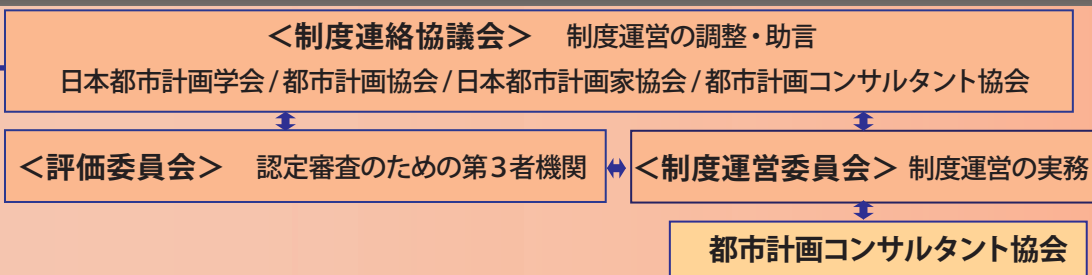 <制度連絡協議会> 制度運営の調整・助言
日本都市計画学会/都市計画協会/日本都市計画家協会/都市計画コンサルタント協会
<評価委員会> 認定審査のための第3者機関
<制度運営委員会> 制度運営の実務
都市計画コンサルタント協会